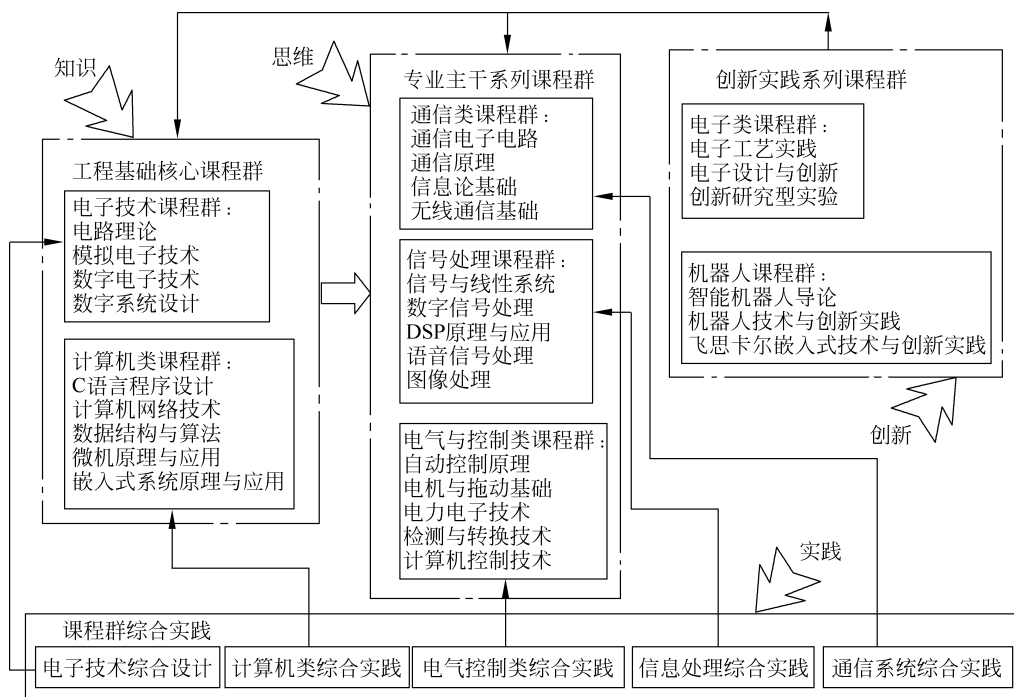 知识
工程基础核心课程群
电子技术课程群：
电路理论
模拟电子技术
数字电子技术
数字系统设计
计算机类课程群：
C语言程序设计
计算机网络技术
数据结构与算法
微机原理与应用
嵌入式系统原理与应用
思维
专业主干系列课程群
通信类课程群：
通信电子电路
通信原理
信息论基础
无线通信基础
信号处理课程群：
信号与线性系统
数字信号处理
DSP原理与应用
语音信号处理
图像处理
电气与控制类课程群：
自动控制原理
电机与拖动基础
电力电子技术
检测与转换技术
计算机控制技术
创新实践系列课程群
电子类课程群：
电子工艺实践
电子设计与创新
创新研究型实验
机器人课程群：
智能机器人导论
机器人技术与创新实践
飞思卡尔嵌入式技术与创新实践
创新
实践
课程群综合实践
电子技术综合设计
计算机类综合实践
电气控制类综合实践
信息处理综合实践
通信系统综合实践